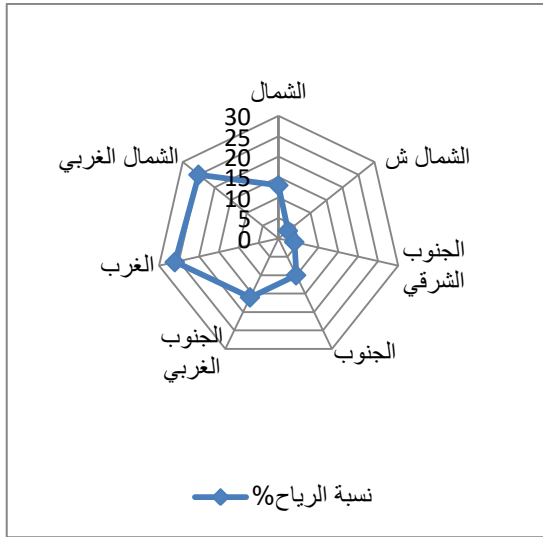 الشمال
الشمال ش
الجنوب
الشرقي
الجنوب
الجنوب
الغربي
الغرب
الشمال الغربي
30
25
20
15
10
5
0
نسبة الرياح%